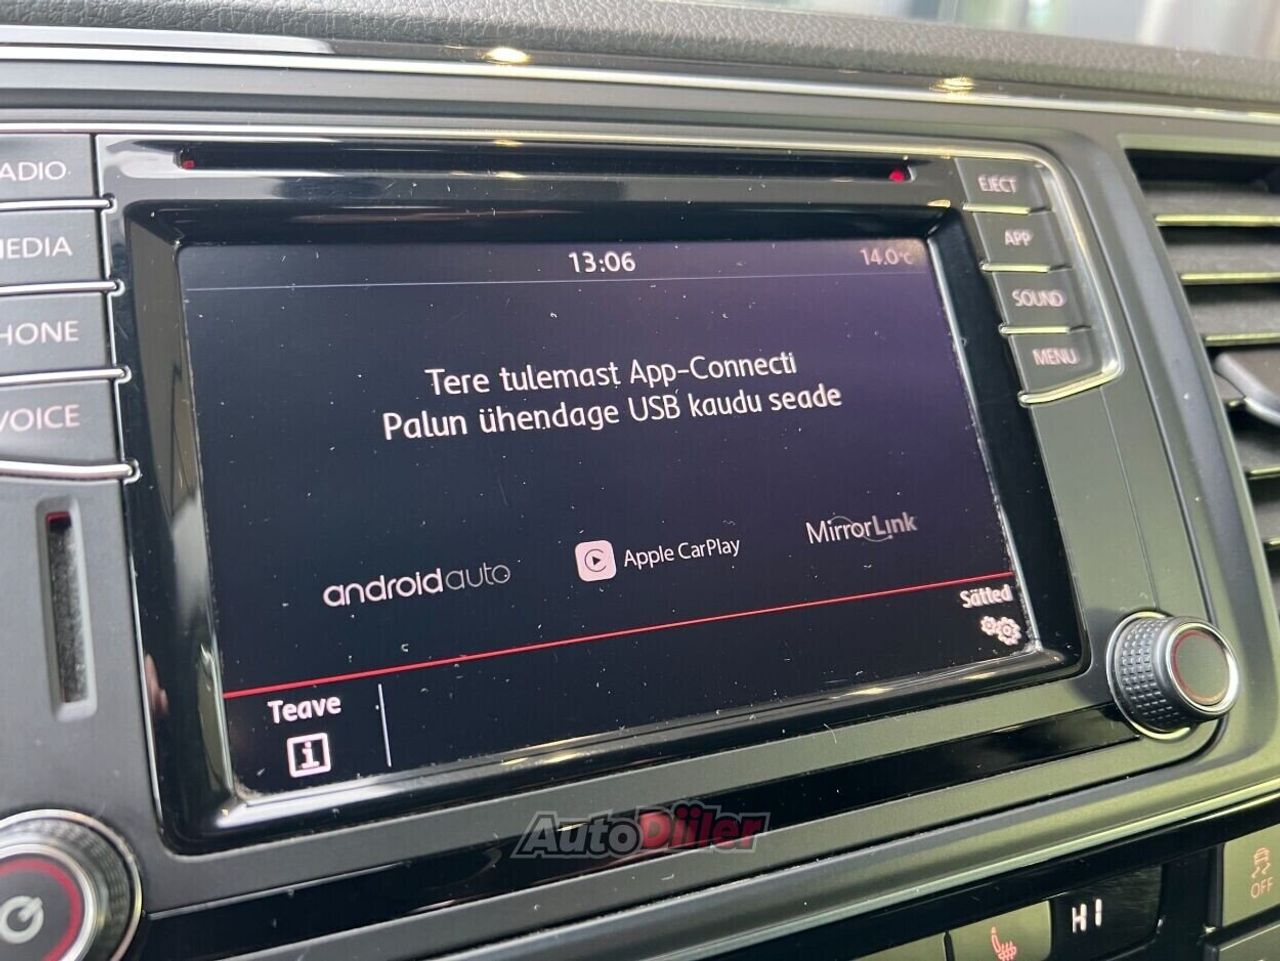 ADIO
EJECT
MEDIA
APP
HONE
SOUND
VOICE
MENU
13:06
14.0°C
Tere tulemast App-Connecti
Palun ühendage USB kaudu seade
androidauto
Apple CarPlay
MirrorLink
Sätted
Teave
i
AutoDiiler
OFF
HI